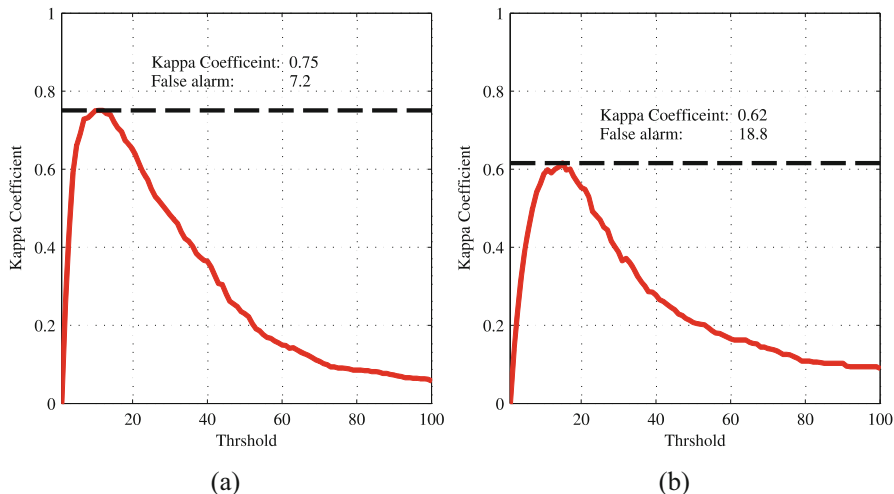 1
0.8
0.6
0.4
0.2
0
Kappa Coefficient
Kappa Coefficeint: 0.75
False alarm: 7.2
20 40 60 80 100
Thrshold
(a)
1
0.8
0.6
0.4
0.2
0
Kappa Coefficient
Kappa Coefficeint: 0.62
False alarm: 18.8
20 40 60 80 100
Thrshold
(b)